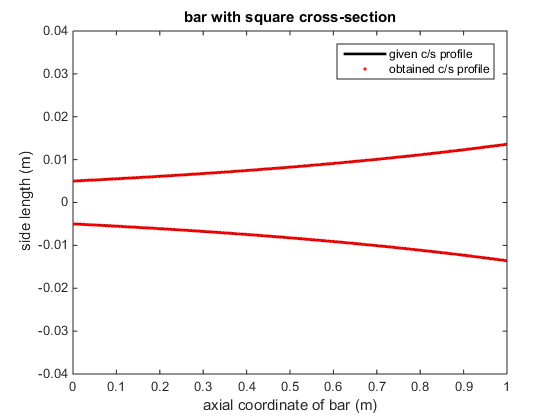 bar with square cross-section
given c/s profile
obtained c/s profile
side length (m)
0.04
0.03
0.02
0.01
0
-0.01
-0.02
-0.03
-0.04
0 0.1 0.2 0.3 0.4 0.5 0.6 0.7 0.8 0.9 1
axial coordinate of bar (m)